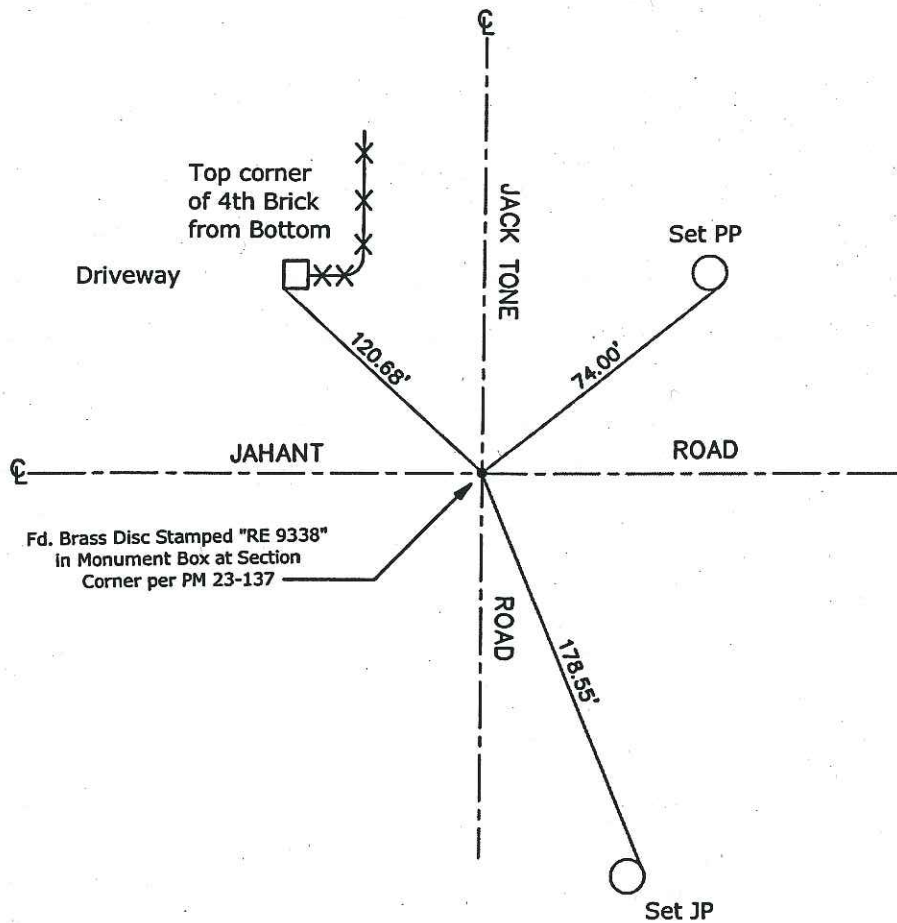 ℄
Top corner
of 4th Brick
from Bottom
Driveway
JACK TONE
Set PP
120.68'
74.00'
℄
JAHANT
ROAD
Fd. Brass Disc Stamped "RE 9338"
in Monument Box at Section
Corner per PM 23-137
ROAD
178.55'
Set JP